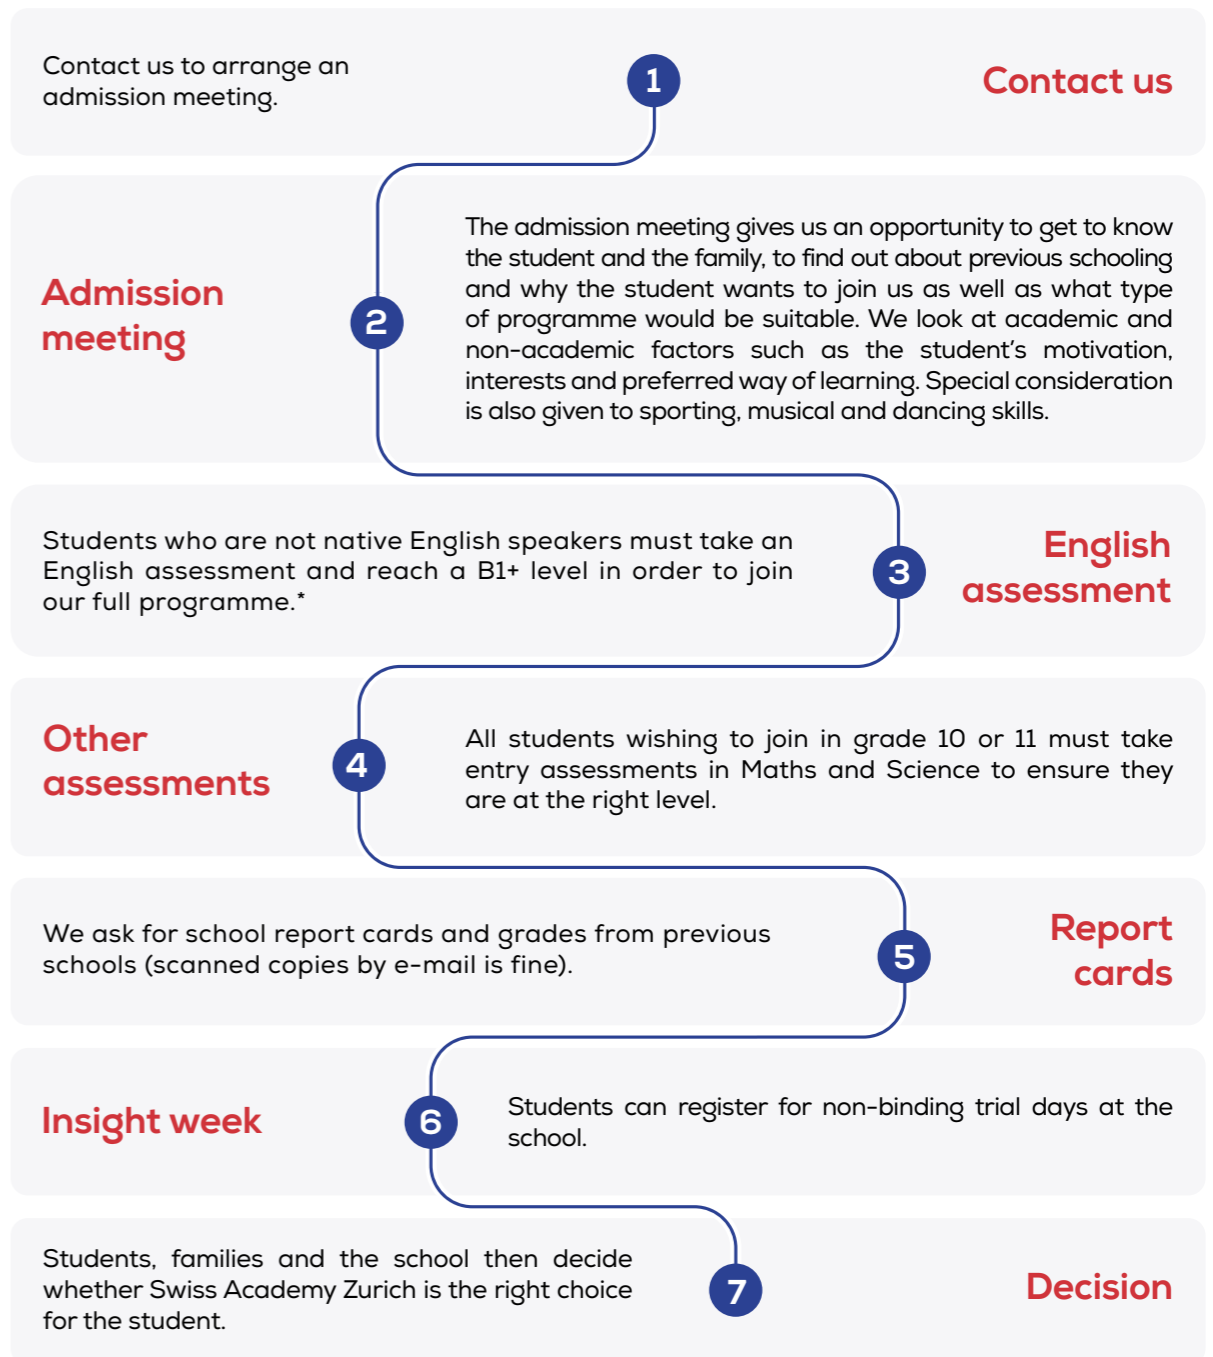 Contact us to arrange an
admission meeting.
1
Contact us
Admission
meeting
2
The admission meeting gives us an opportunity to get to know
the student and the family, to find out about previous schooling
and why the student wants to join us as well as what type
of programme would be suitable. We look at academic and
non-academic factors such as the student's motivation,
interests and preferred way of learning. Special consideration
is also given to sporting, musical and dancing skills.
Students who are not native English speakers must take an
English assessment and reach a B1+ level in order to join
our full programme.*
3
English
assessment
Other
assessments
4
All students wishing to join in grade 10 or 11 must take
entry assessments in Maths and Science to ensure they
are at the right level.
We ask for school report cards and grades from previous
schools (scanned copies by e-mail is fine).
5
Report
cards
Insight week
6
Students can register for non-binding trial days at the
school.
Students, families and the school then decide
whether Swiss Academy Zurich is the right choice
for the student.
7
Decision